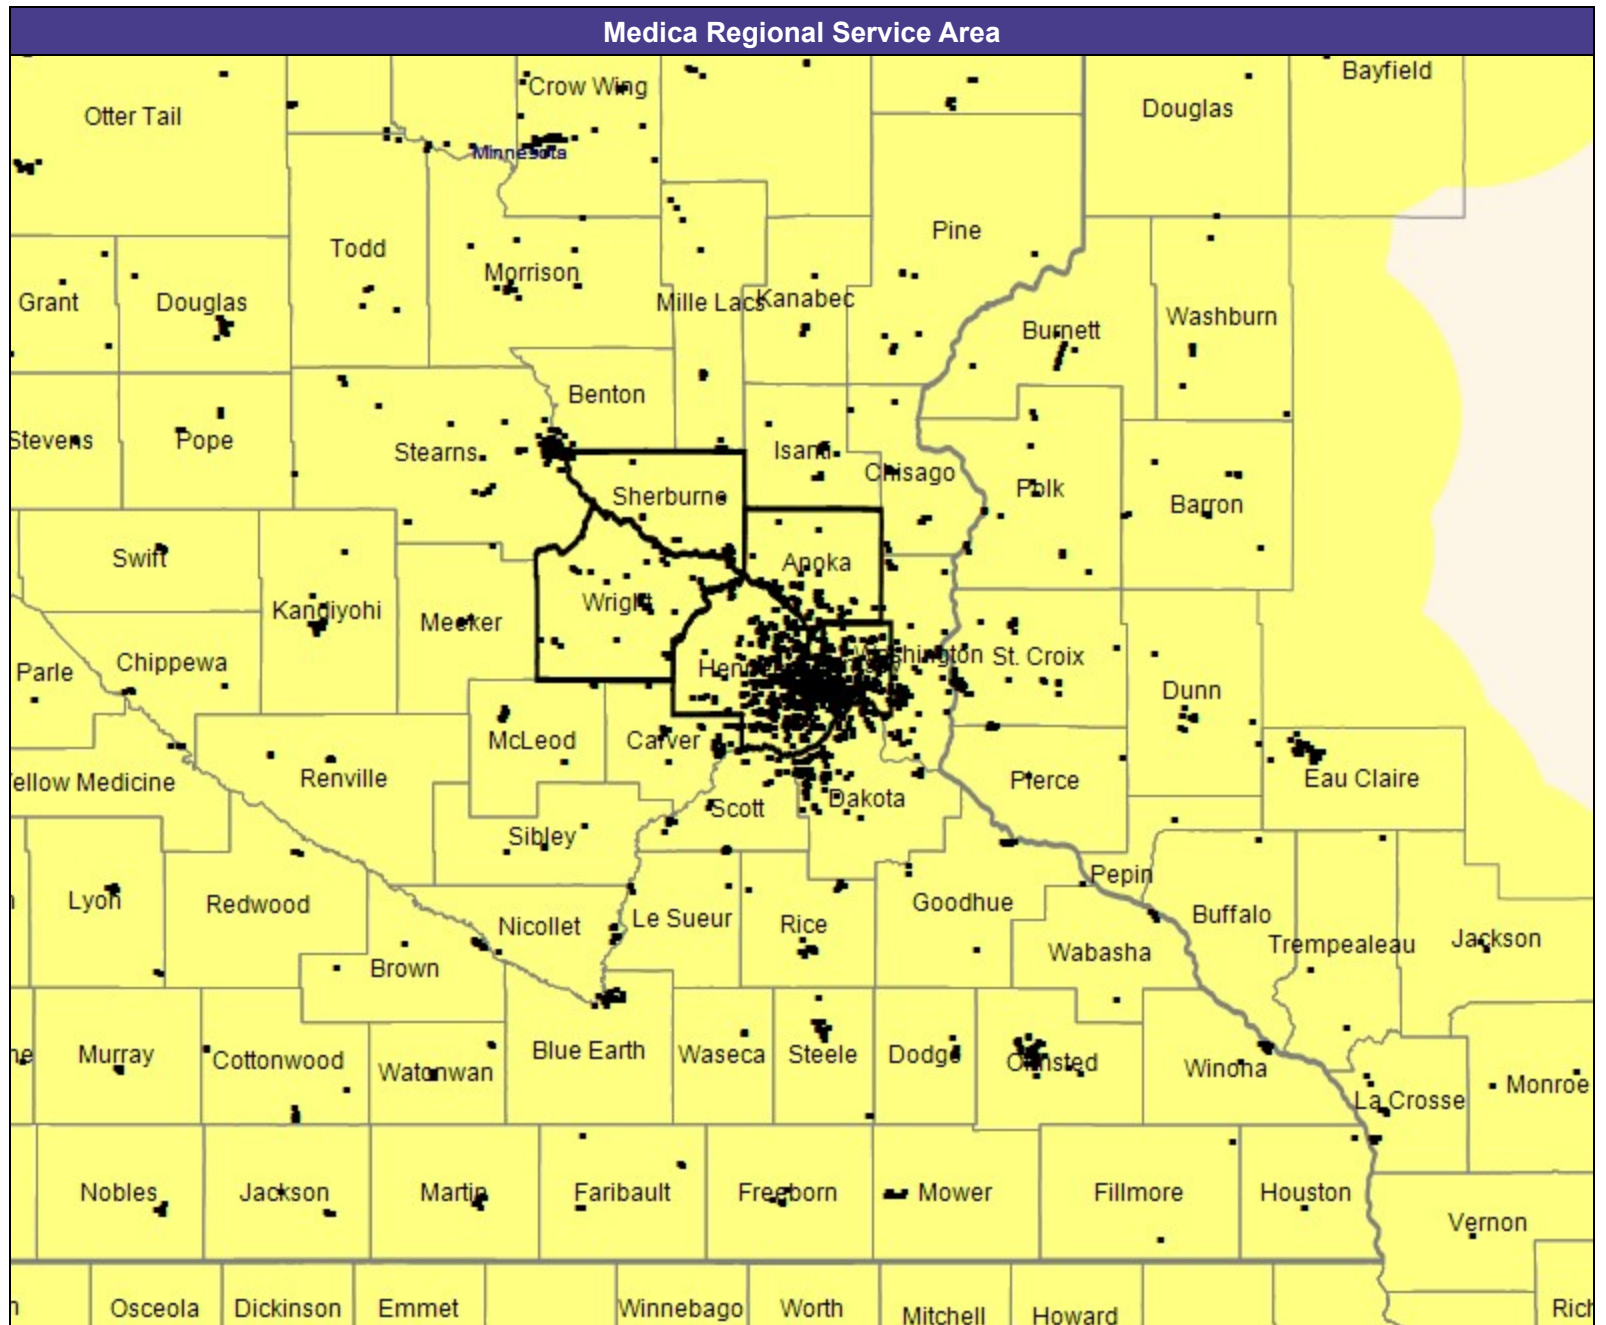 Medica Regional Service Area
Bayfield
Crow Wing
Otter Tail
Douglas
Minnesota
Pine
Todd
Morrison
Grant
Douglas
Mille Lacs
Kanabec
Burnett
Washburn
Benton
Stevens
Pope
Stearns
Isanti
Chisago
Polk
Barron
Sherburne
Swift
Anoka
Kandiyohi
Wright
Meeker
Parle
Chippewa
Washington
St. Croix
Dunn
McLeod
Carver
Renville
Pierce
Eau Claire
ellow Medicine
Scott
Dakota
Sibley
Pepin
Lyon
Redwood
Goodhue
Nicollet
Le Sueur
Rice
Buffalo
Trempealeau
Jackson
Wabasha
Brown
Murray
Cottonwood
Watonwan
Blue Earth
Waseca
Steele
Dodge
Olmsted
Winona
La Crosse
Monroe
Nobles
Jackson
Martin
Faribault
Freeborn
Mower
Fillmore
Houston
Vernon
Osceola
Dickinson
Emmet
Winnebago
Worth
Mitchell
Howard
Rich